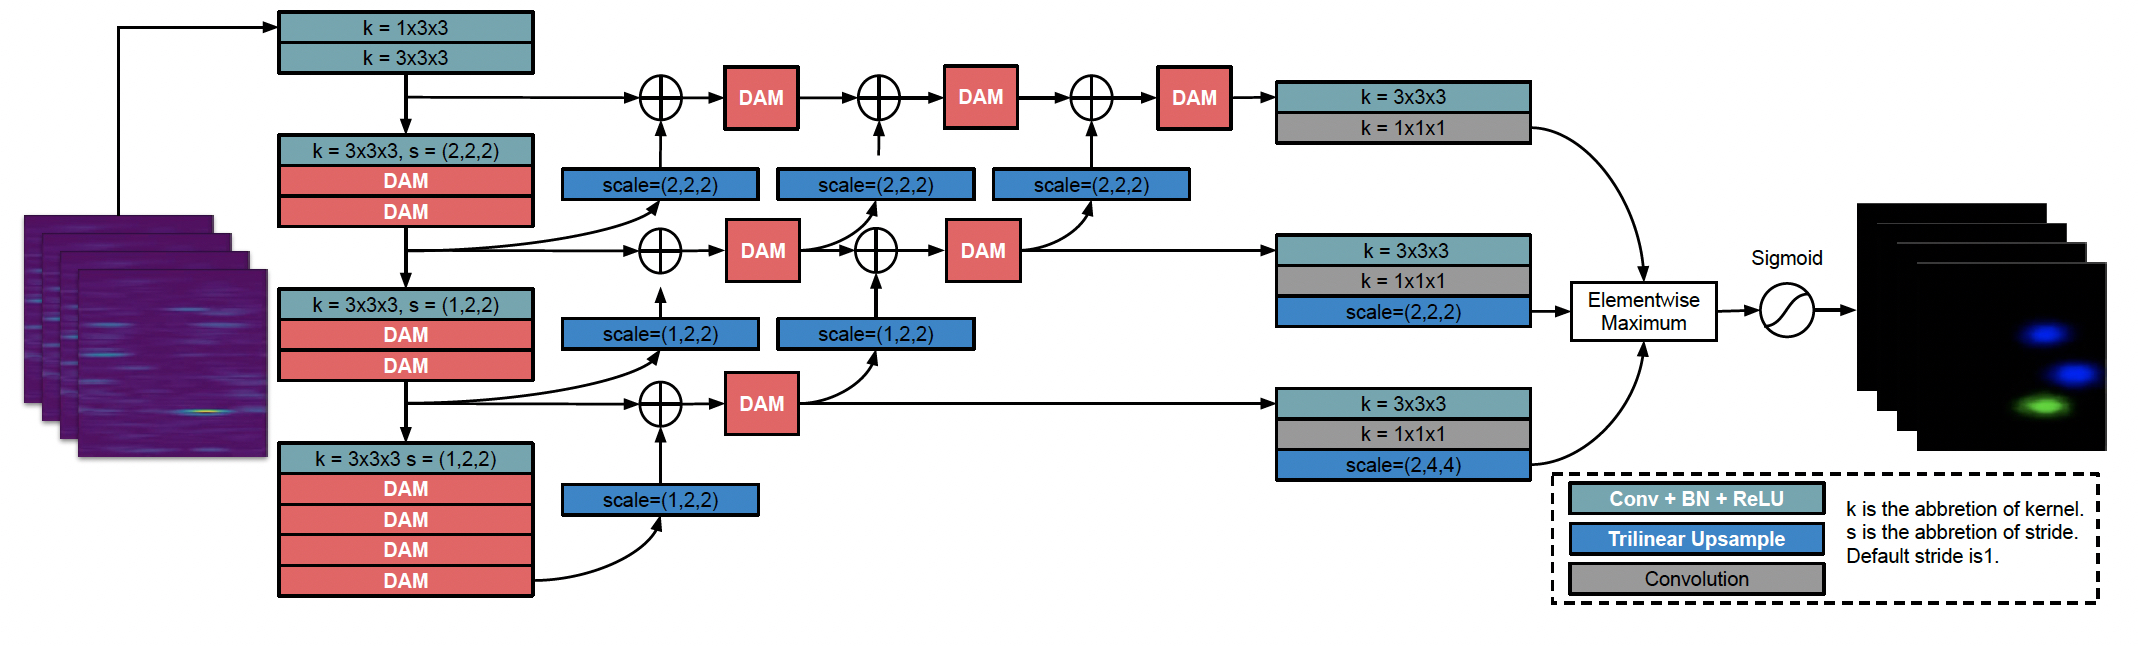 k = 1x3x3
k = 3x3x3
k = 3x3x3, s = (2,2,2)
DAM
DAM
k = 3x3x3, s = (1,2,2)
DAM
DAM
k = 3x3x3 s = (1,2,2)
DAM
DAM
DAM
DAM
DAM
DAM
DAM
scale=(2,2,2)
scale=(2,2,2)
scale=(2,2,2)
DAM
DAM
scale=(1,2,2)
scale=(1,2,2)
DAM
scale=(1,2,2)
k = 3x3x3
k = 1x1x1
k = 3x3x3
k = 1x1x1
scale=(2,2,2)
k = 3x3x3
k = 1x1x1
scale=(2,4,4)
Elementwise
Maximum
Sigmoid
Conv + BN + ReLU
Trilinear Upsample
Convolution
k is the abbretion of kernel.
s is the abbretion of stride.
Default stride is1.